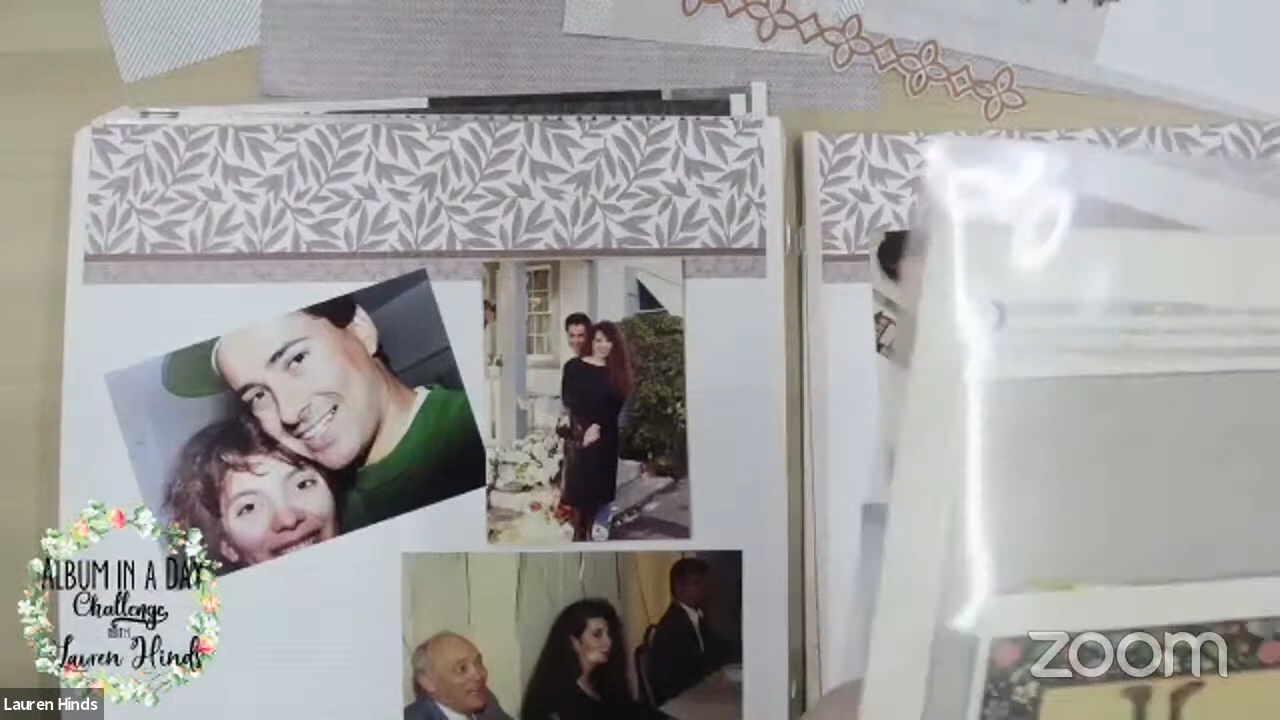 ALBUM IN A DAY
Challenge
WITH
Lauren Hinds
Lauren Hinds
zoom